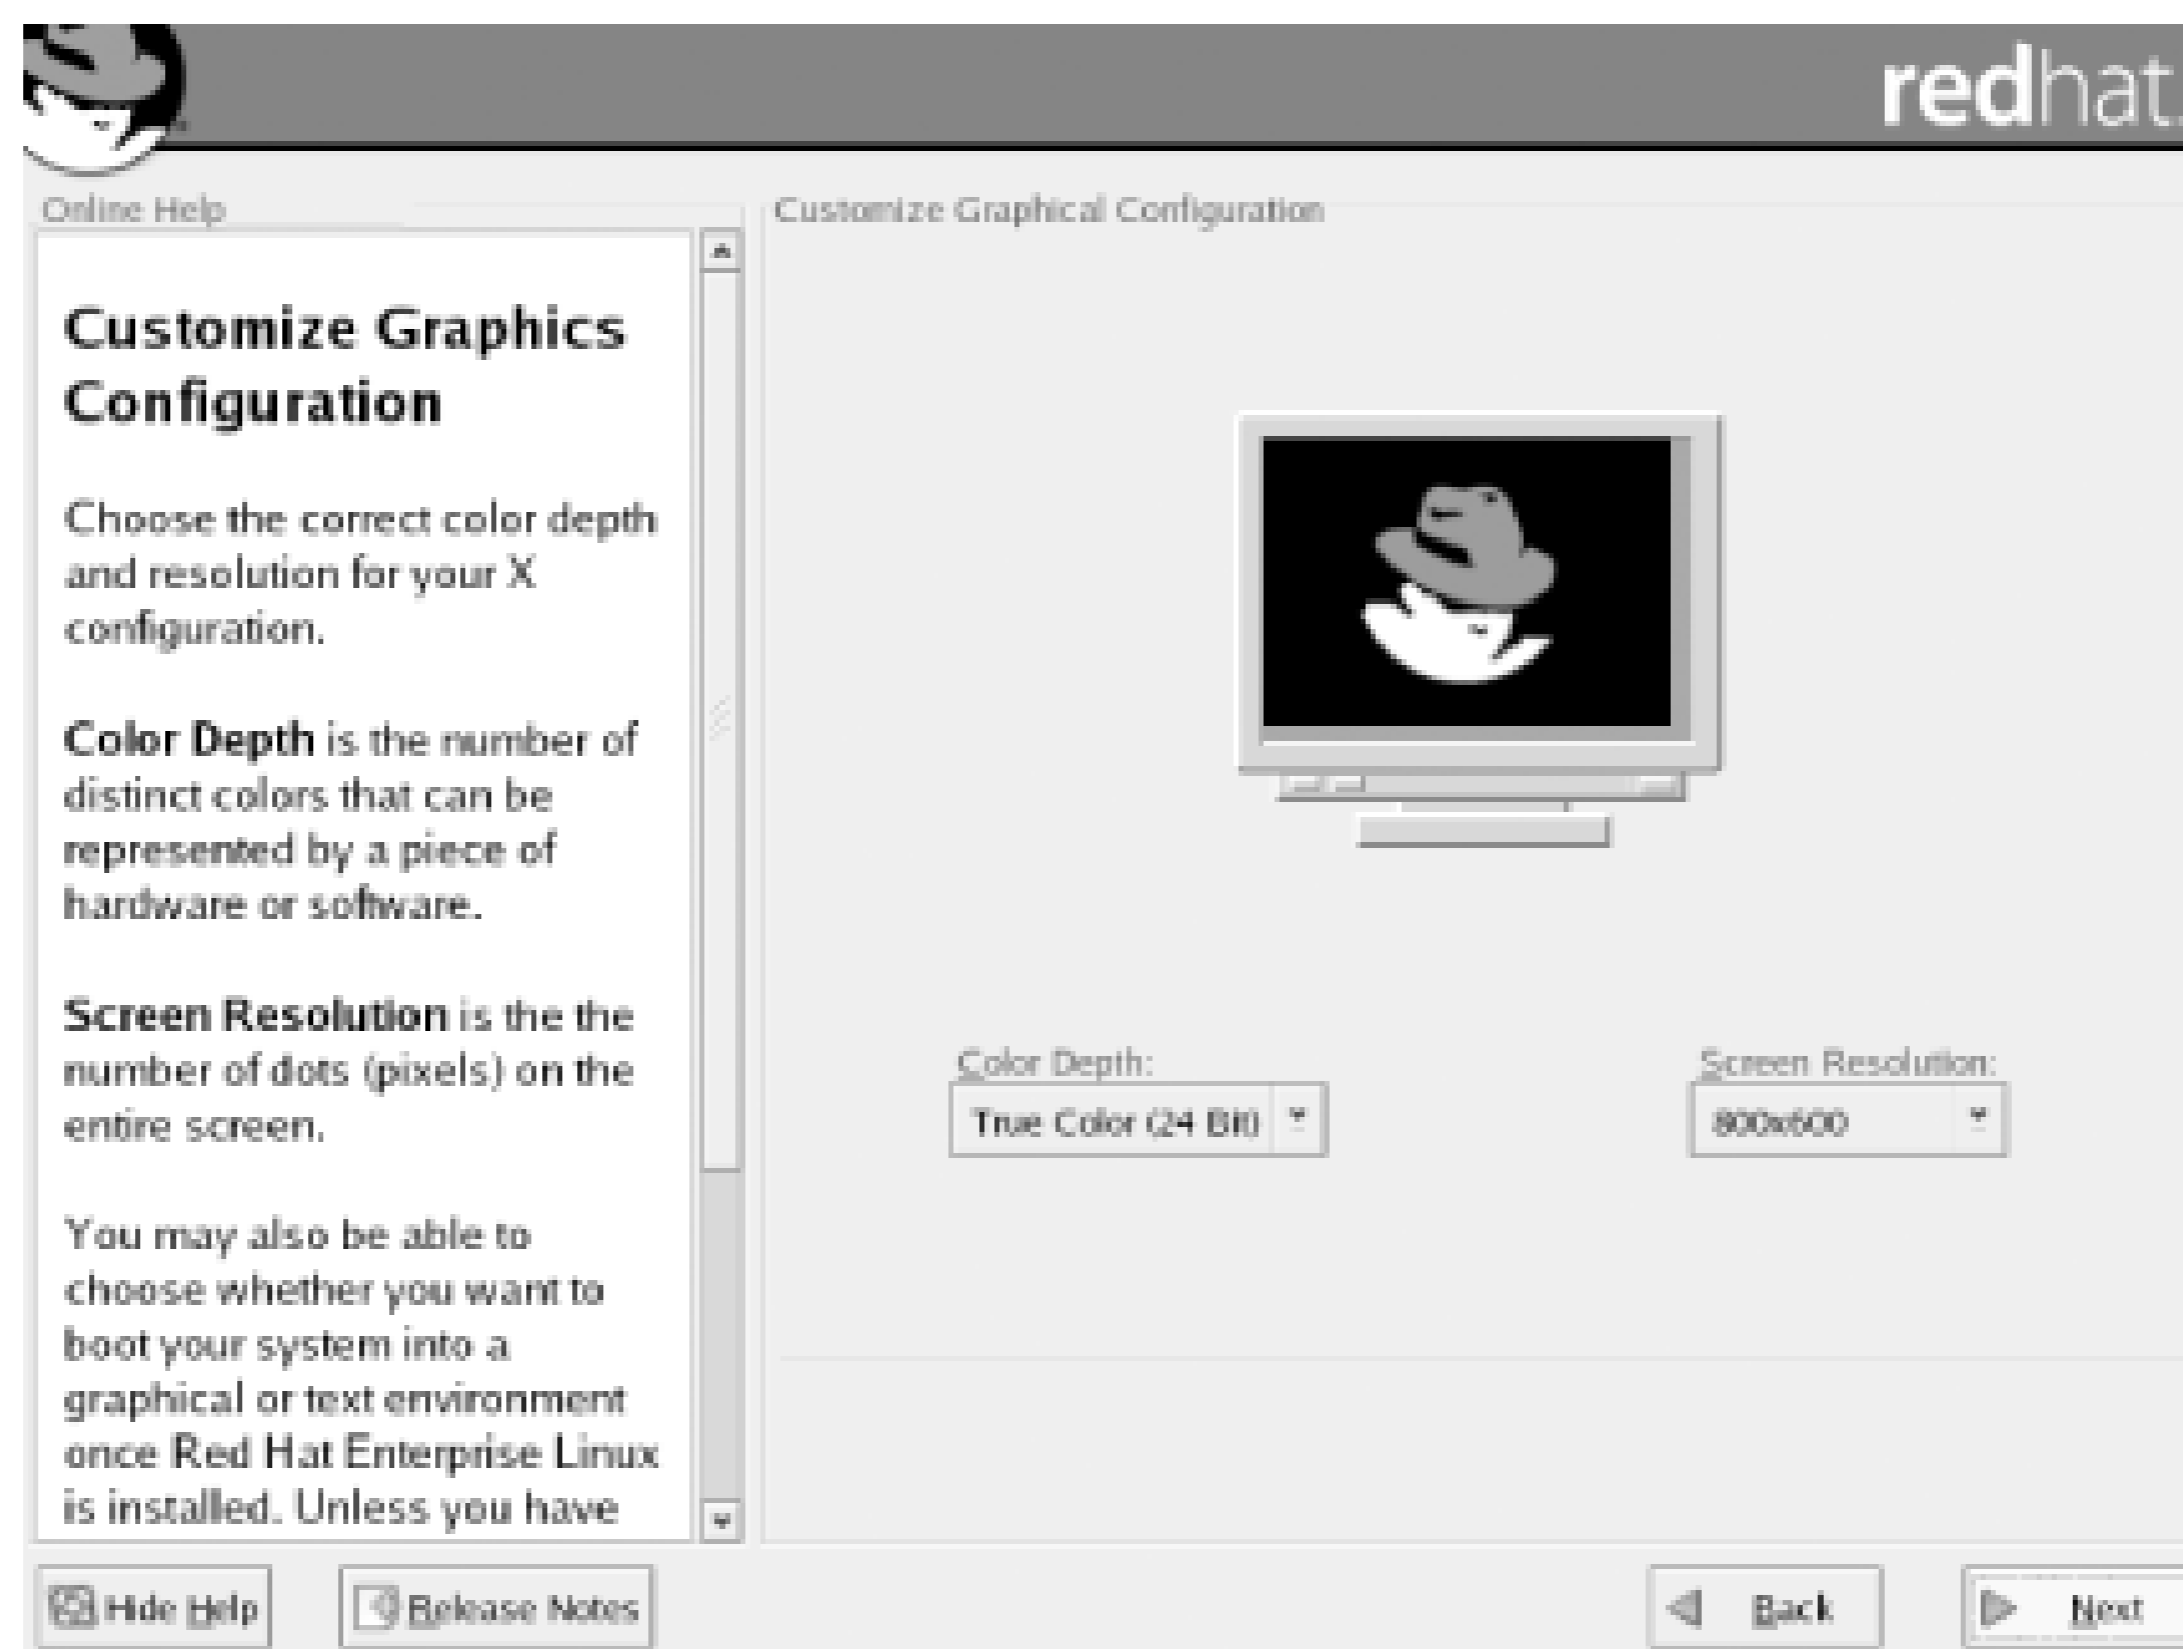 redhat.
Online Help
Customize Graphics
Configuration
Choose the correct color depth
and resolution for your X
configuration.
Color Depth is the number of
distinct colors that can be
represented by a piece of
hardware or software.
Screen Resolution is the the
number of dots (pixels) on the
entire screen.
You may also be able to
choose whether you want to
boot your system into a
graphical or text environment
once Red Hat Enterprise Linux
is installed. Unless you have
Customize Graphical Configuration
Color Depth:
True Color (24 Bit)
Screen Resolution:
800x600
Hide Help
Release Notes
Back
Next